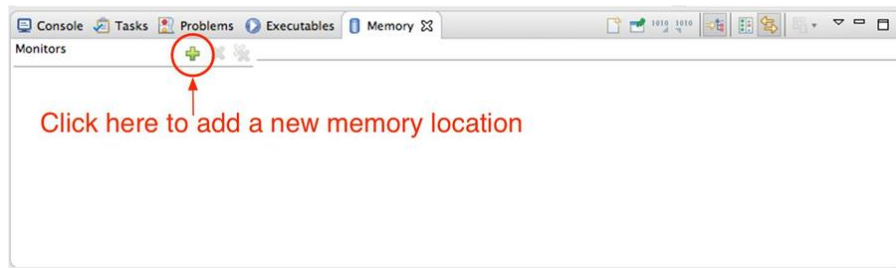 Console Tasks Problems Executables Memory
Monitors
Click here to add a new memory location